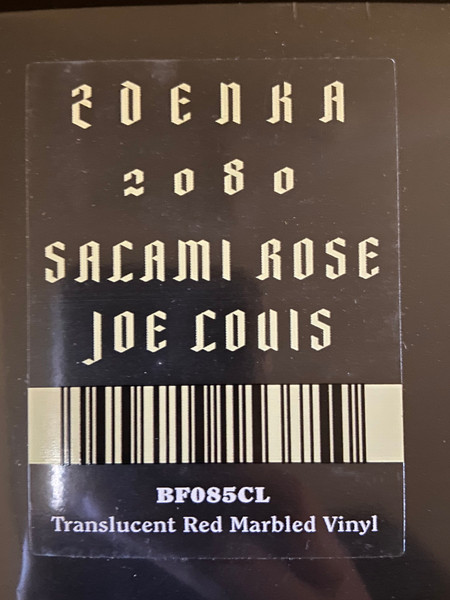 ZDENKA
2080
SALAMI ROSE
JOE LOUIS
BF085CL
Translucent Red Marbled Vinyl